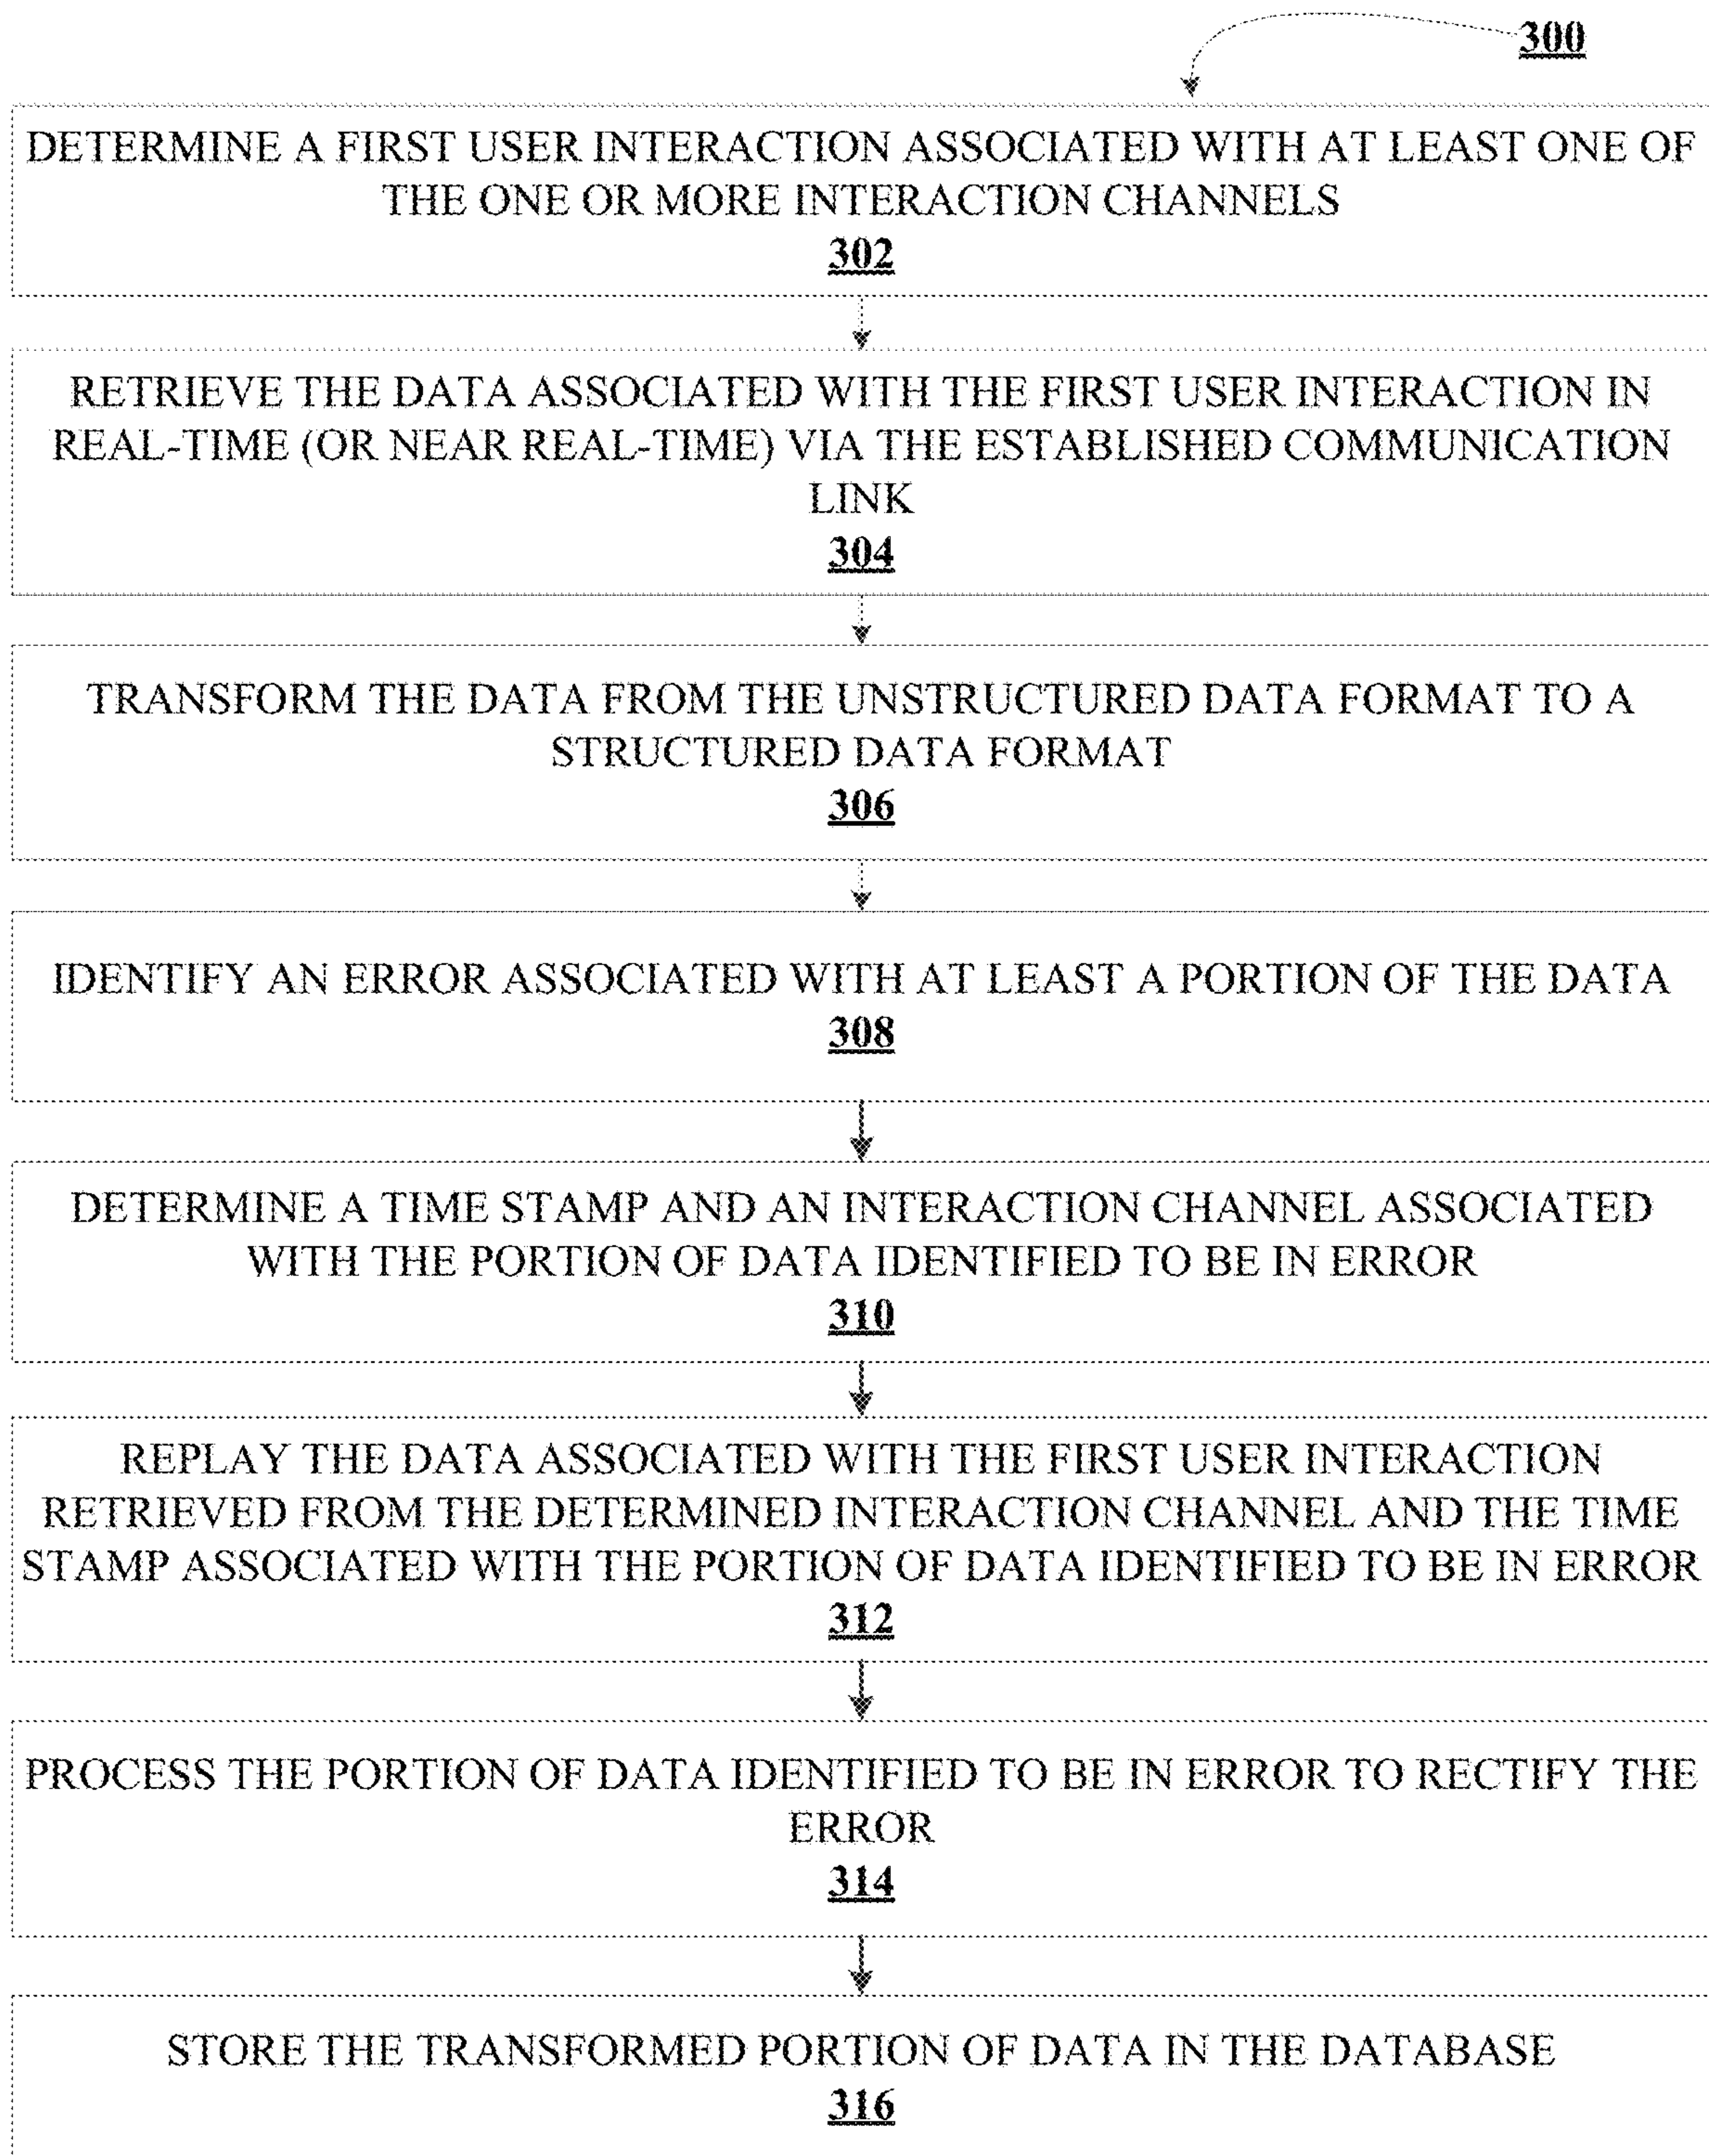 300
DETERMINE A FIRST USER INTERACTION ASSOCIATED WITH AT LEAST ONE OF
THE ONE OR MORE INTERACTION CHANNELS
302
RETRIEVE THE DATA ASSOCIATED WITH THE FIRST USER INTERACTION IN
REAL-TIME (OR NEAR REAL-TIME) VIA THE ESTABLISHED COMMUNICATION
LINK
304
TRANSFORM THE DATA FROM THE UNSTRUCTURED DATA FORMAT TO A
STRUCTURED DATA FORMAT
306
IDENTIFY AN ERROR ASSOCIATED WITH AT LEAST A PORTION OF THE DATA
308
DETERMINE A TIME STAMP AND AN INTERACTION CHANNEL ASSOCIATED
WITH THE PORTION OF DATA IDENTIFIED TO BE IN ERROR
310
REPLAY THE DATA ASSOCIATED WITH THE FIRST USER INTERACTION
RETRIEVED FROM THE DETERMINED INTERACTION CHANNEL AND THE TIME
STAMP ASSOCIATED WITH THE PORTION OF DATA IDENTIFIED TO BE IN ERROR
312
PROCESS THE PORTION OF DATA IDENTIFIED TO BE IN ERROR TO RECTIFY THE
ERROR
314
STORE THE TRANSFORMED PORTION OF DATA IN THE DATABASE
316